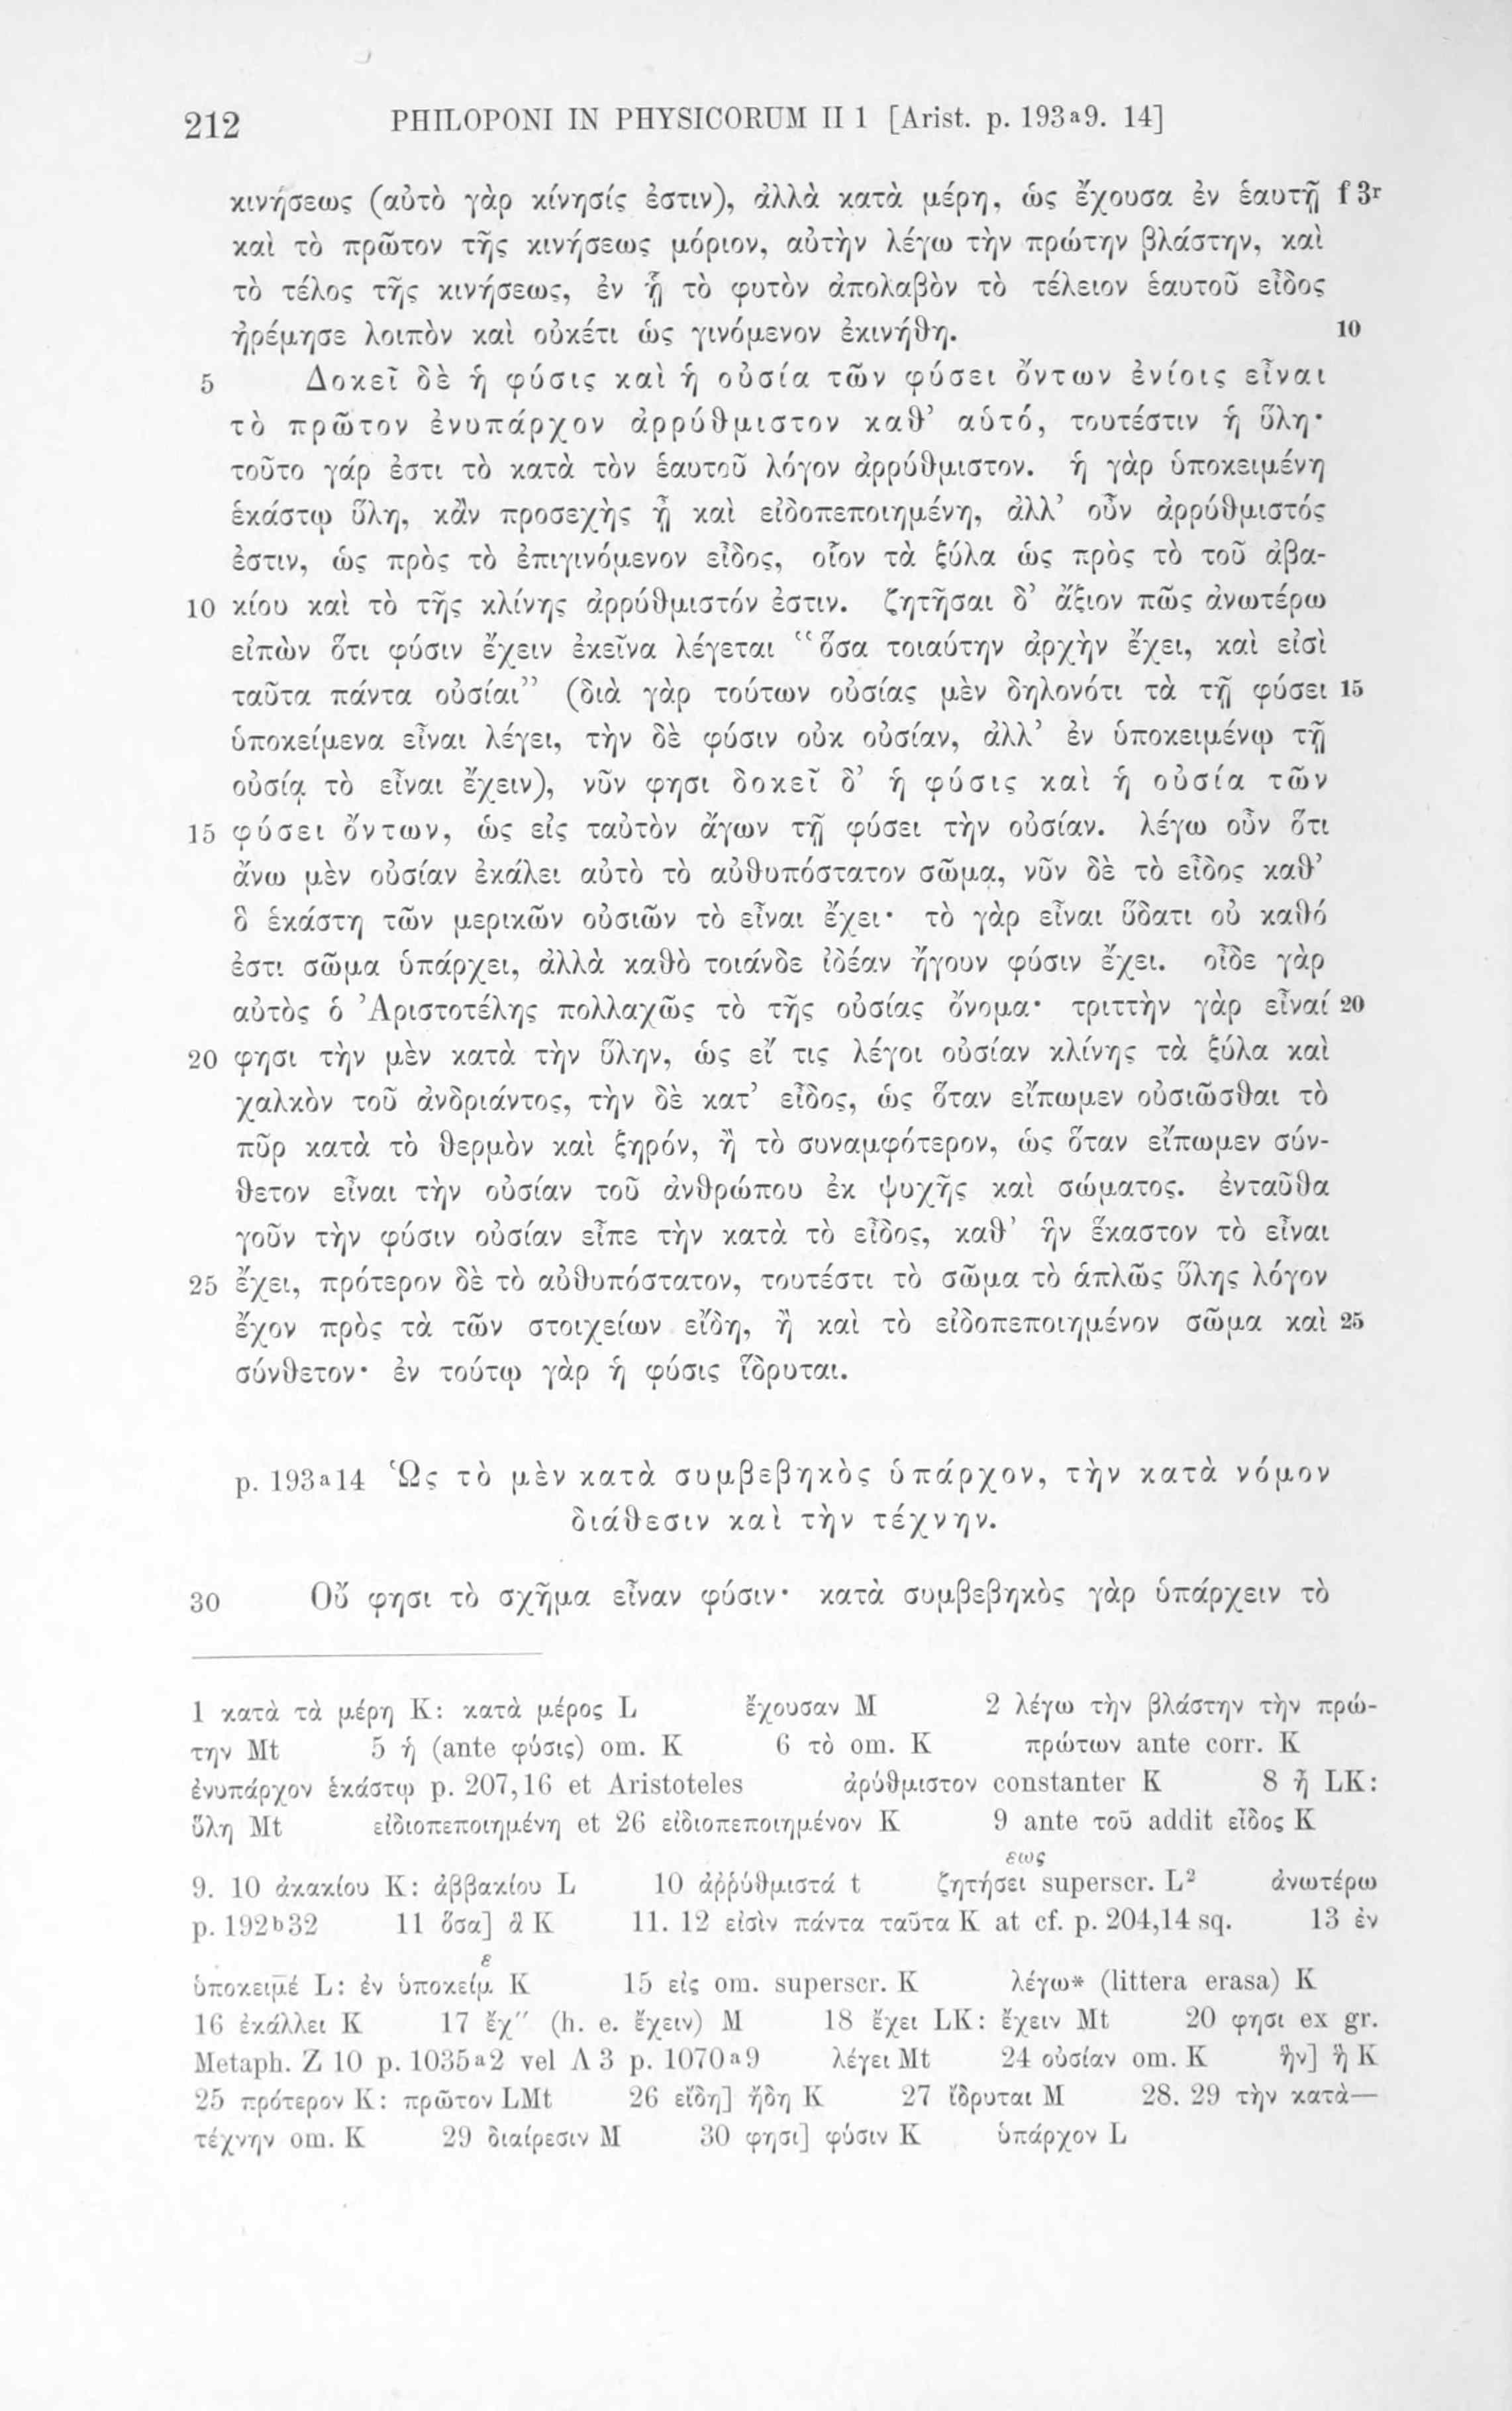 212 PHILOPONI IN PHYSICORUM II 1 [Arist. p. 193a9. 14]
κινήσεως (αὐτὸ γὰρ κίνησίς ἐστιν), ἀλλὰ κατὰ μέρη, ὡς ἔχουσα ἐν ἑαυτῇ f 3r
καὶ τὸ πρῶτον τῆς κινήσεως μόριον, αὐτὴν λέγω τὴν πρώτην βλάστην, καὶ
τὸ τέλος τῆς κινήσεως, ἐν ᾗ τὸ φυτὸν ἀπολαβὸν τὸ τέλειον ἑαυτοῦ εἶδος
ἠρέμησε λοιπὸν καὶ οὐκέτι ὡς γινόμενον ἐκινήθη. 10
5 Δοκεῖ δὲ ἡ φύσις καὶ ἡ οὐσία τῶν φύσει ὄντων ἐνίοις εἶναι
τὸ πρῶτον ἐνυπάρχον ἀρρύθμιστον καθ’ αὑτό, τουτέστιν ἡ ὕλη·
τοῦτο γάρ ἐστι τὸ κατὰ τὸν ἑαυτοῦ λόγον ἀρρύθμιστον. ἡ γὰρ ὑποκειμένη
ἑκάστῳ ὕλη, κἂν προσεχὴς ᾖ καὶ εἰδοπεποιημένη, ἀλλ’ οὖν ἀρρύθμιστός
ἐστιν, ὡς πρὸς τὸ ἐπιγινόμενον εἶδος, οἷον τὰ ξύλα ὡς πρὸς τὸ τοῦ ἀβα-
10 κίου καὶ τὸ τῆς κλίνης ἀρρύθμιστόν ἐστιν. ζητῆσαι δ’ ἄξιον πῶς ἀνωτέρω
εἰπὼν ὅτι φύσιν ἔχειν ἐκεῖνα λέγεται “ὅσα τοιαύτην ἀρχὴν ἔχει, καὶ εἰσὶ
ταῦτα πάντα οὐσίαι” (διὰ γὰρ τούτων οὐσίας μὲν δηλονότι τὰ τῇ φύσει 15
ὑποκείμενα εἶναι λέγει, τὴν δὲ φύσιν οὐκ οὐσίαν, ἀλλ’ ἐν ὑποκειμένῳ τῇ
οὐσίᾳ τὸ εἶναι ἔχειν), νῦν φησι δοκεῖ δ’ ἡ φύσις καὶ ἡ οὐσία τῶν
15 φύσει ὄντων, ὡς εἰς ταὐτὸν ἄγων τῇ φύσει τὴν οὐσίαν. λέγω οὖν ὅτι
ἄνω μὲν οὐσίαν ἐκάλει αὐτὸ τὸ αὐθυπόστατον σῶμα, νῦν δὲ τὸ εἶδος καθ’
ὃ ἑκάστη τῶν μερικῶν οὐσιῶν τὸ εἶναι ἔχει· τὸ γὰρ εἶναι ὕδατι οὐ καθό
ἐστι σῶμα ὑπάρχει, ἀλλὰ καθὸ τοιάνδε ἰδέαν ἤγουν φύσιν ἔχει. οἶδε γὰρ
αὐτὸς ὁ Ἀριστοτέλης πολλαχῶς τὸ τῆς οὐσίας ὄνομα· τριττὴν γὰρ εἶναί 20
20 φησι τὴν μὲν κατὰ τὴν ὕλην, ὡς εἴ τις λέγοι οὐσίαν κλίνης τὰ ξύλα καὶ
χαλκὸν τοῦ ἀνδριάντος, τὴν δὲ κατ’ εἶδος, ὡς ὅταν εἴπωμεν οὐσιῶσθαι τὸ
πῦρ κατὰ τὸ θερμὸν καὶ ξηρόν, ἢ τὸ συναμφότερον, ὡς ὅταν εἴπωμεν σύν-
θετον εἶναι τὴν οὐσίαν τοῦ ἀνθρώπου ἐκ ψυχῆς καὶ σώματος. ἐνταῦθα
γοῦν τὴν φύσιν οὐσίαν εἶπε τὴν κατὰ τὸ εἶδος, καθ’ ἣν ἕκαστον τὸ εἶναι
25 ἔχει, πρότερον δὲ τὸ αὐθυπόστατον, τουτέστι τὸ σῶμα τὸ ἁπλῶς ὕλης λόγον
ἔχον πρὸς τὰ τῶν στοιχείων εἴδη, ἢ καὶ τὸ εἰδοπεποιημένον σῶμα καὶ 25
σύνθετον· ἐν τούτῳ γὰρ ἡ φύσις ἵδρυται.
p. 193a14 Ὡς τὸ μὲν κατὰ συμβεβηκὸς ὑπάρχον, τὴν κατὰ νόμον
διάθεσιν καὶ τὴν τέχνην.
30 Οὔ φησι τὸ σχῆμα εἶναν φύσιν· κατὰ συμβεβηκὸς γὰρ ὑπάρχειν τὸ
1 κατὰ τὰ μέρη K: κατὰ μέρος L ἔχουσαν M 2 λέγω τὴν βλάστην τὴν πρώ-
την Mt 5 ἡ (ante φύσις) om. K 6 τὸ om. K πρώτων ante corr. K
ἐνυπάρχον ἑκάστῳ p. 207,16 et Aristoteles ἀρύθμιστον constanter K 8 ᾖ LK:
ὕλη Mt εἰδιοπεποιημένη et 26 εἰδιοπεποιημένον K 9 ante τοῦ addit εἶδος K
9. 10 ἀκακίου K: ἀββακίου L 10 ἀῤῥύθμιστά t ζητήσει εως superscr. L² ἀνωτέρω
p. 192b32 11 ὅσα] ἃ K 11. 12 εἰσὶν πάντα ταῦτα K at cf. p. 204,14 sq. 13 ἐν
ὑποκειμέ L: ἐν ὑποκείμ ε K 15 εἰς om. superscr. K λέγω* (littera erasa) K
16 ἐκάλλει K 17 ἔχ′′ (h. e. ἔχειν) M 18 ἔχει LK: ἔχειν Mt 20 φησι ex gr.
Metaph. Z 10 p. 1035a2 vel Λ 3 p. 1070a9 λέγει Mt 24 οὐσίαν om. K ἣν] ἢ K
25 πρότερον K: πρῶτον LMt 26 εἴδη] ἤδη K 27 ἵδρυται M 28. 29 τὴν κατὰ—
τέχνην om. K 29 διαίρεσιν M 30 φησι] φύσιν K ὑπάρχον L